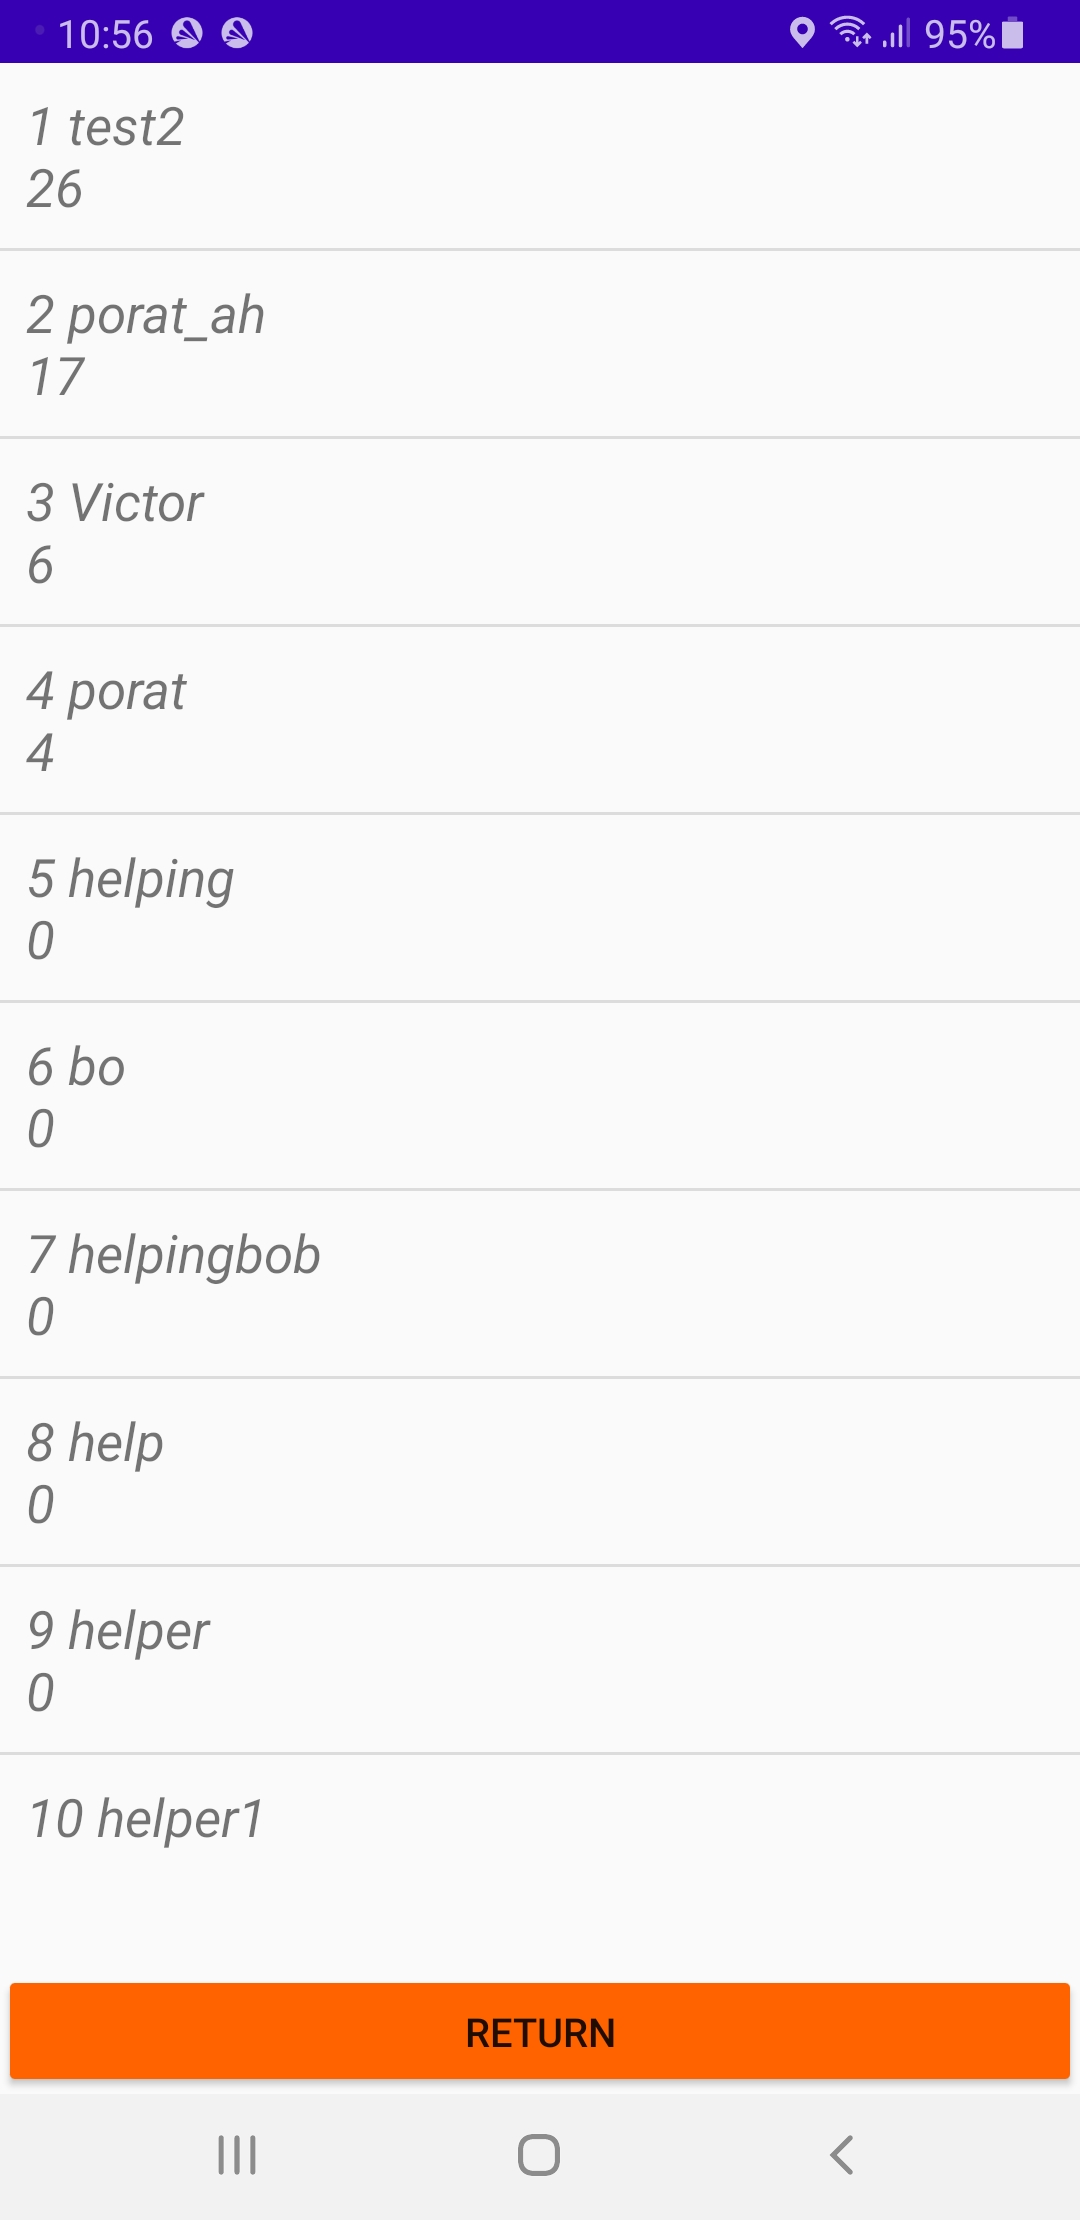 10:56 95%
1 test2
26
2 porat_ah
17
3 Victor
6
4 porat
4
5 helping
0
6 bo
0
7 helpingbob
0
8 help
0
9 helper
0
10 helper1
RETURN